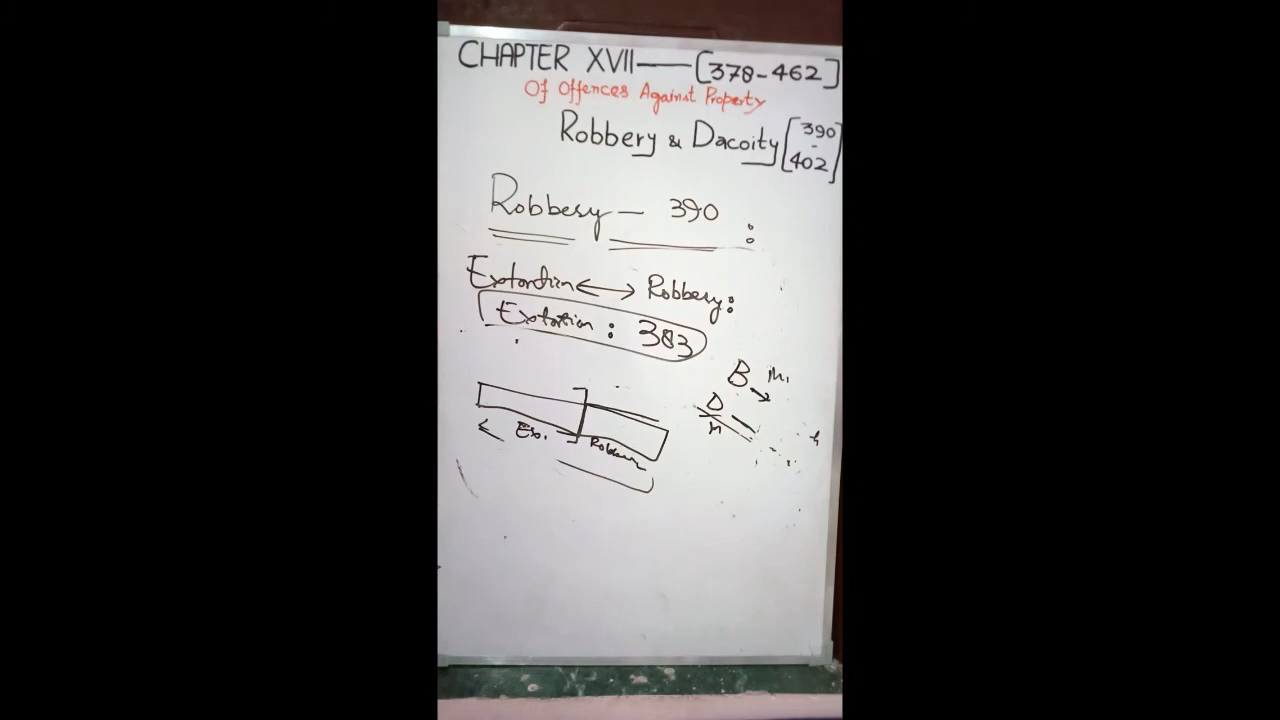 CHAPTER XVII — [378-462]
Of Offences Against Property
Robbery & Dacoity [390 - 402]
Robbery — 390 :
Extortion ↔ Robbery:
Extortion : 383
B
D
Ex. Robbery